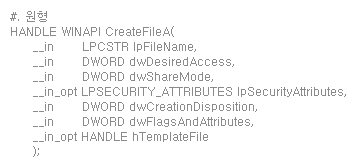 #. 원형
HANDLE WINAPI CreateFileA(
__in LPCSTR lpFileName,
__in DWORD dwDesiredAccess,
__in DWORD dwShareMode,
__in_opt LPSECURITY_ATTRIBUTES lpSecurityAttributes,
__in DWORD dwCreationDisposition,
__in DWORD dwFlagsAndAttributes,
__in_opt HANDLE hTemplateFile
);